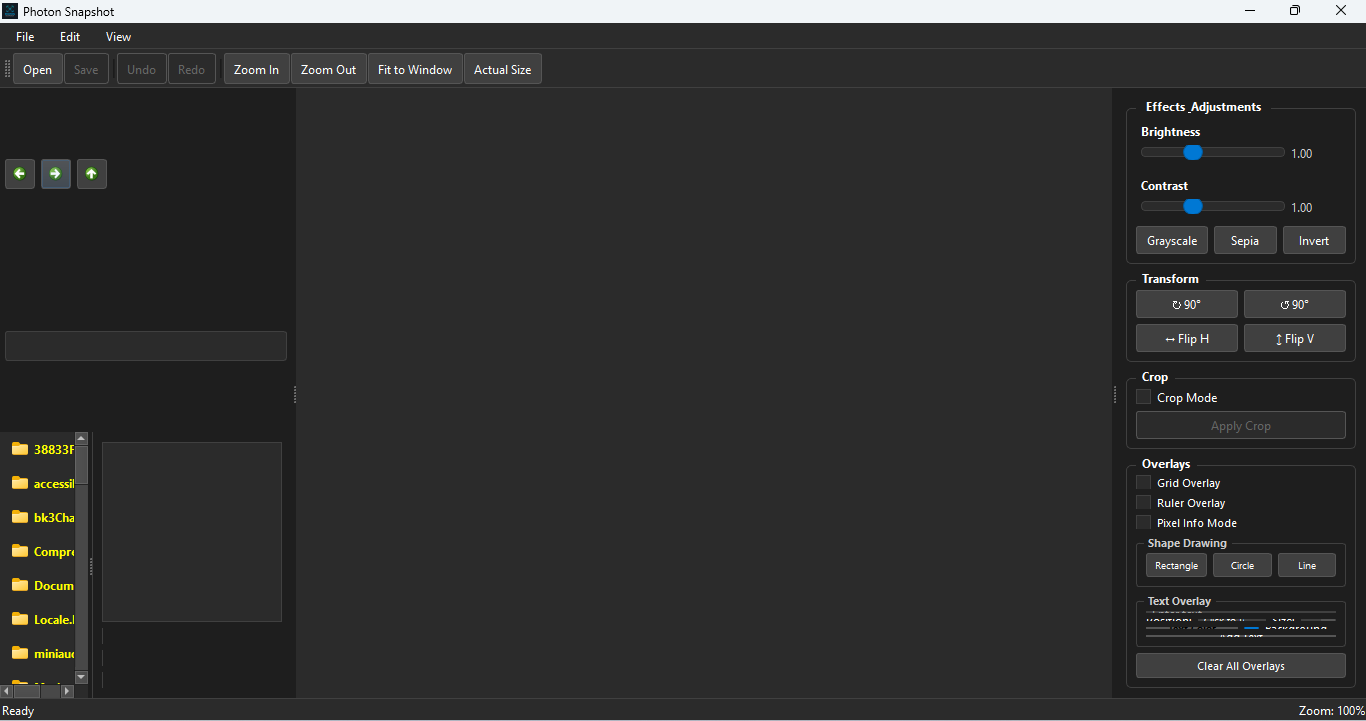 Photon Snapshot
File Edit View
Open Save Undo Redo Zoom In Zoom Out Fit to Window Actual Size
Effects _Adjustments
Brightness
1.00
Contrast
1.00
Grayscale Sepia Invert
Transform
↻ 90° ↺ 90°
↔ Flip H ↕ Flip V
Crop
Crop Mode
Apply Crop
Overlays
Grid Overlay
Ruler Overlay
Pixel Info Mode
Shape Drawing
Rectangle Circle Line
Text Overlay
Clear All Overlays
38833F
accessil
bk3Cha
Compre
Docum
Locale.
miniau
Ready
Zoom: 100%